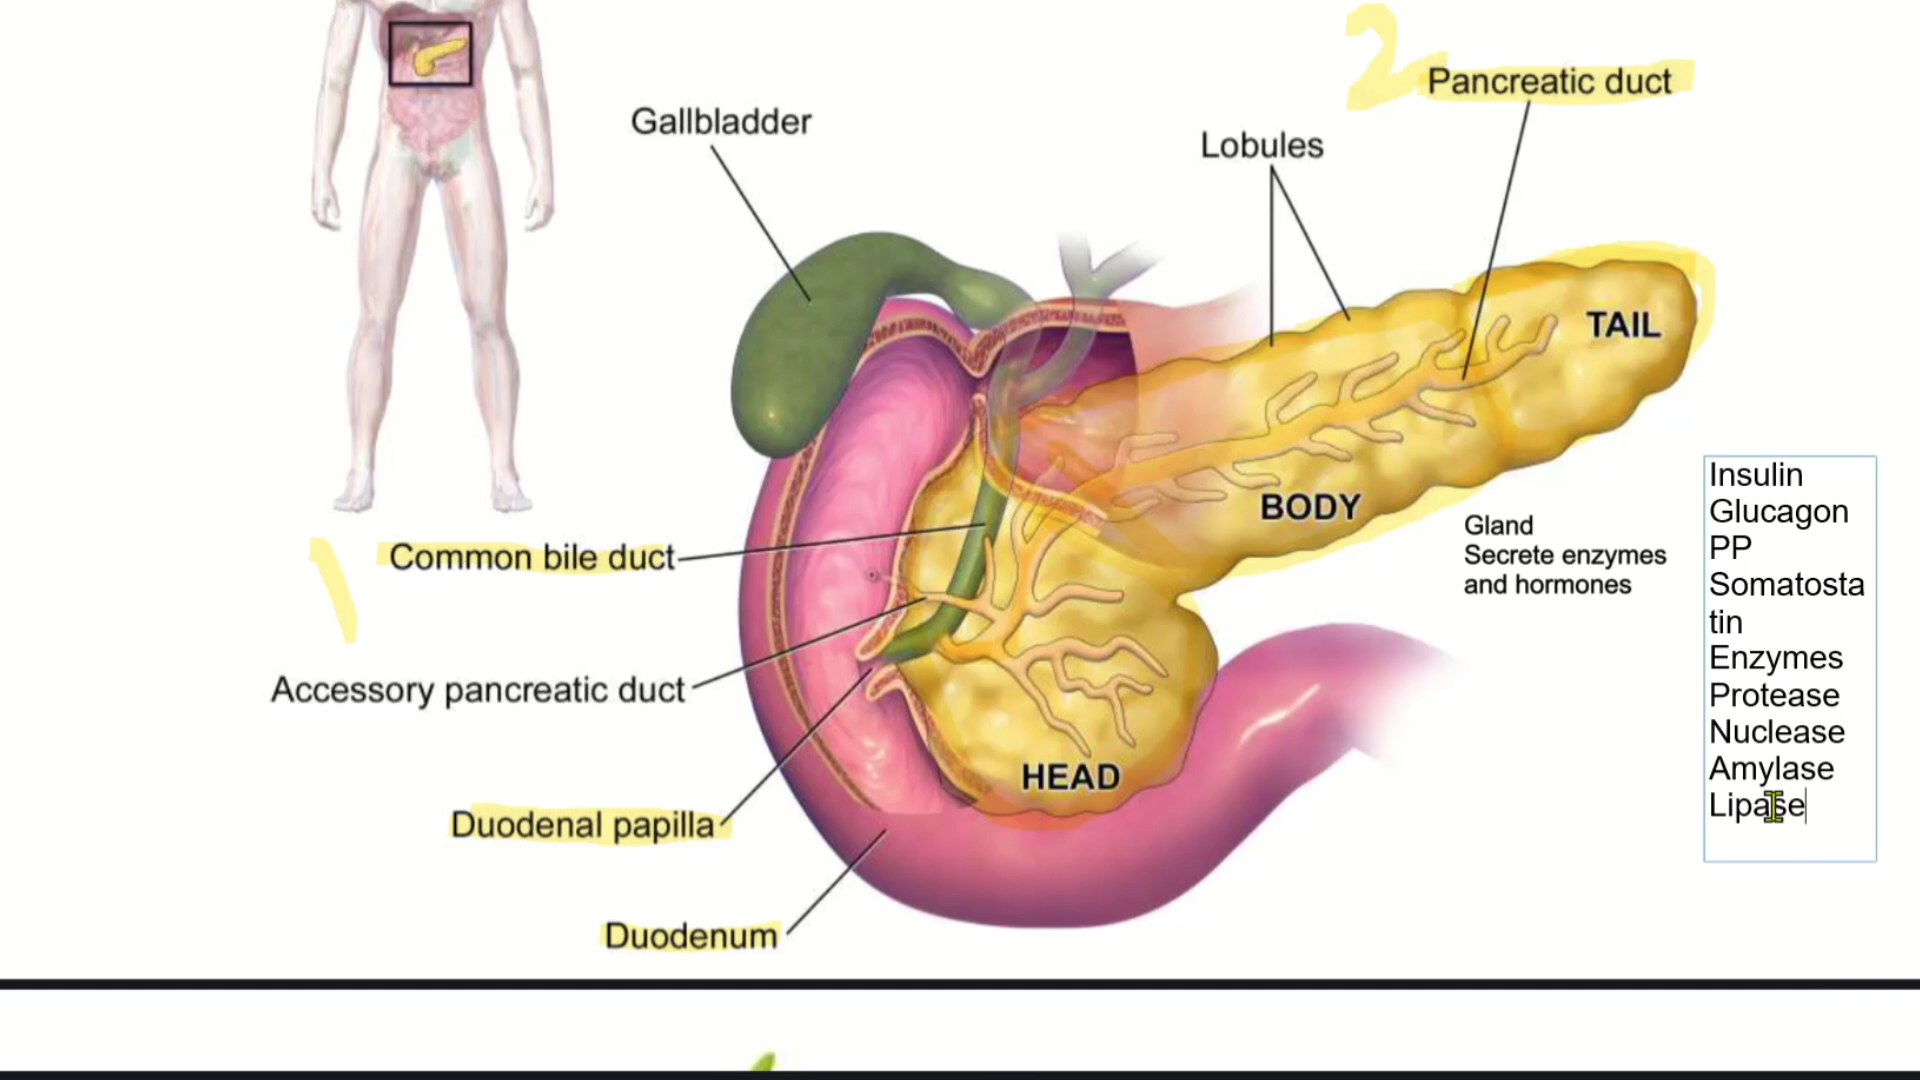 2
Pancreatic duct
Gallbladder
Lobules
TAIL
BODY
Insulin
Glucagon
PP
Somatosta
tin
Enzymes
Protease
Nuclease
Amylase
Lipase
Gland
Secrete enzymes
and hormones
1
Common bile duct
Accessory pancreatic duct
HEAD
Duodenal papilla
Duodenum